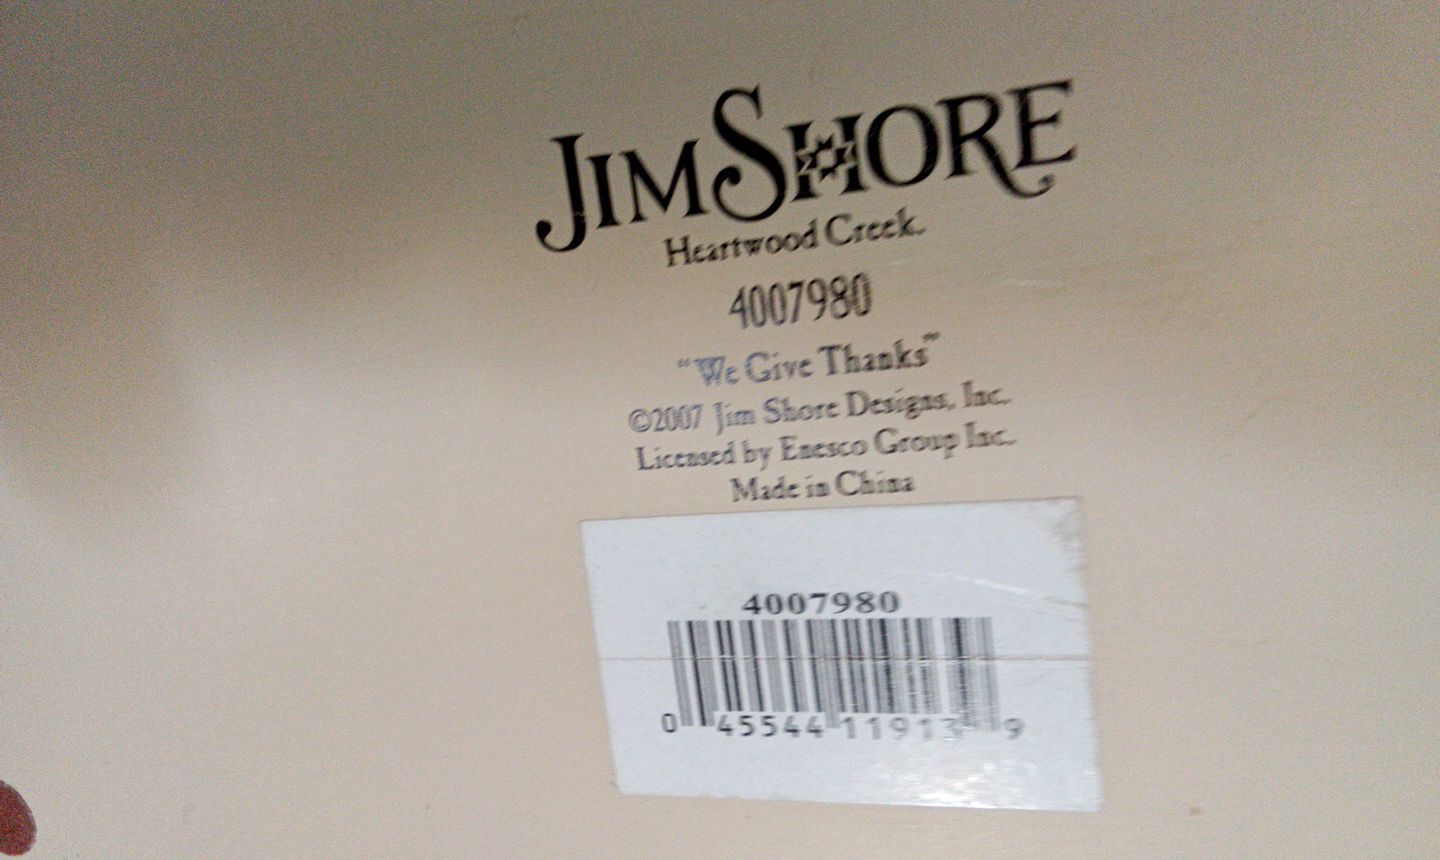 JIM SHORE
Heartwood Creek.
4007980
"We Give Thanks"
©2007 Jim Shore Designs, Inc.
Licensed by Enesco Group Inc.
Made in China
4007980
0 45544 11913 9